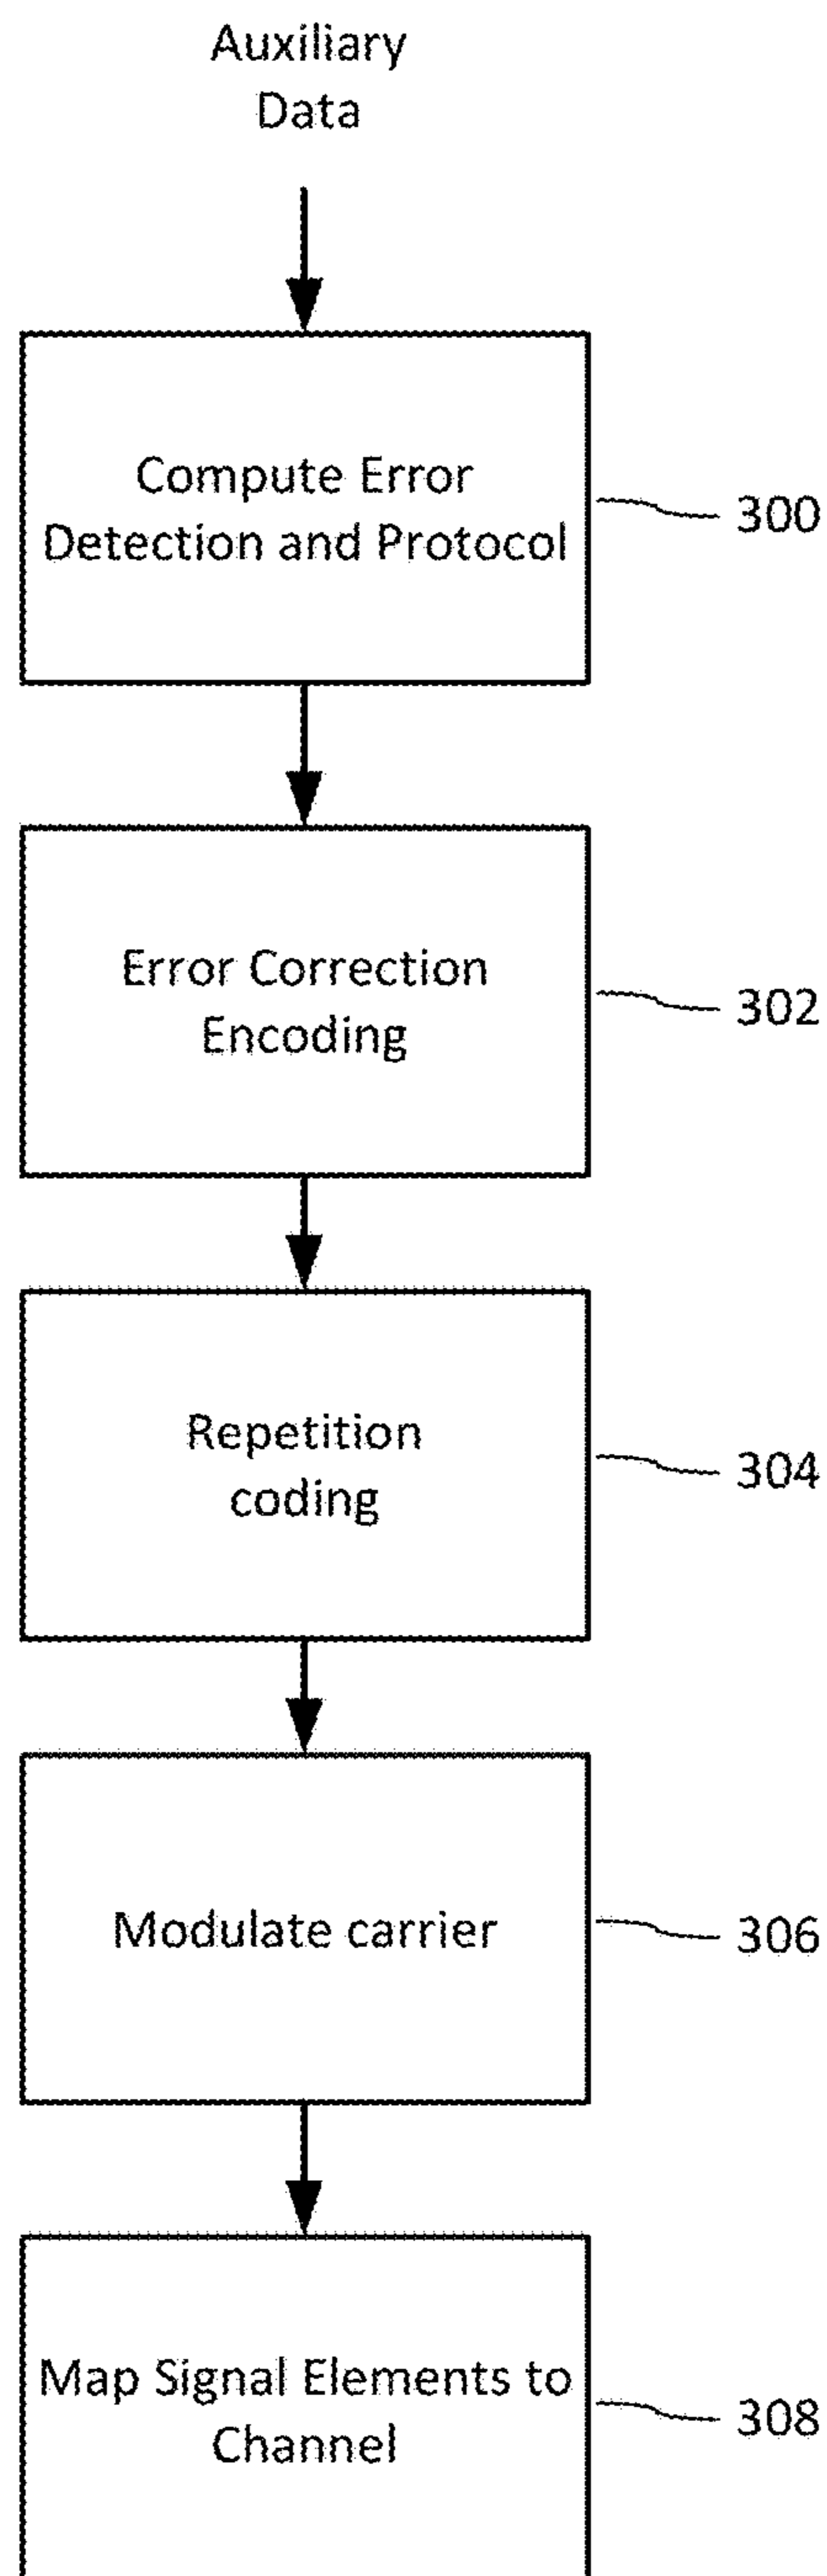 Auxiliary
Data
Compute Error
Detection and Protocol
300
Error Correction
Encoding
302
Repetition
coding
304
Modulate carrier
306
Map Signal Elements to
Channel
308